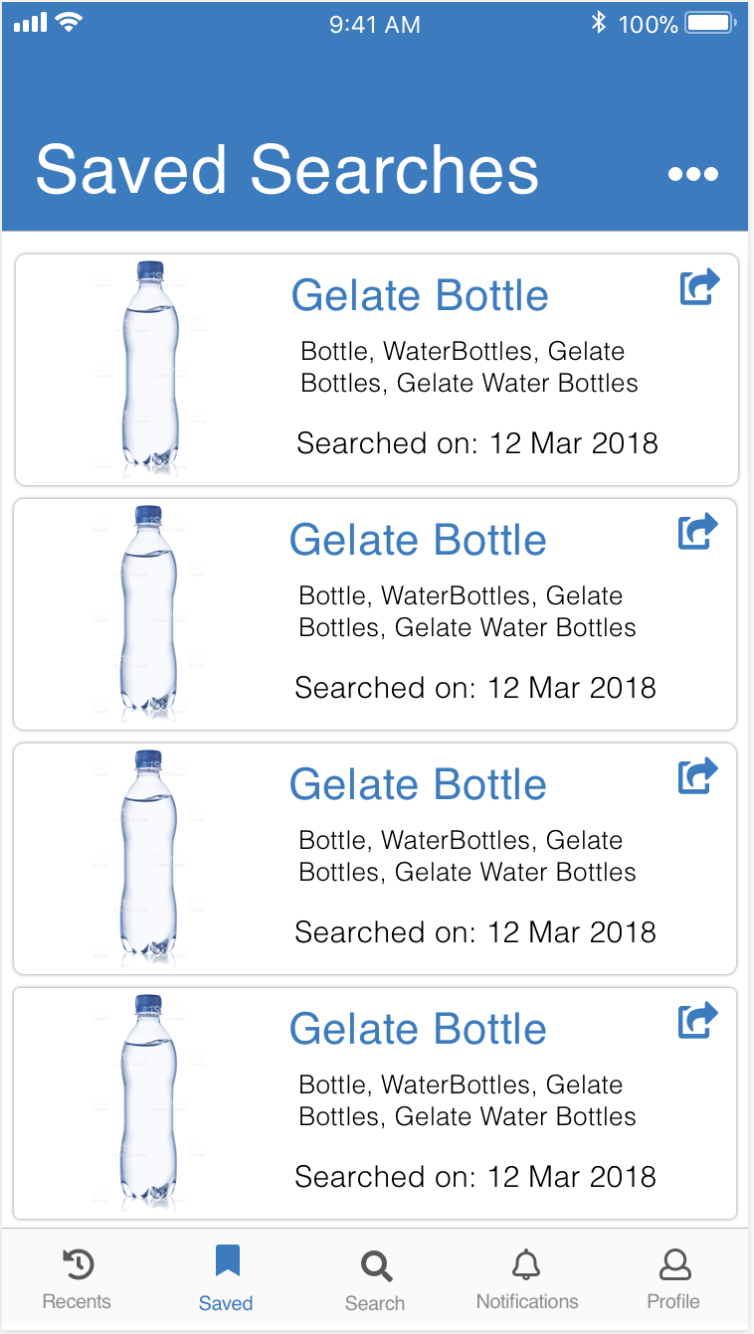 9:41 AM
100%
Saved Searches
Gelate Bottle
Bottle, WaterBottles, Gelate
Bottles, Gelate Water Bottles
Searched on: 12 Mar 2018
Gelate Bottle
Bottle, WaterBottles, Gelate
Bottles, Gelate Water Bottles
Searched on: 12 Mar 2018
Gelate Bottle
Bottle, WaterBottles, Gelate
Bottles, Gelate Water Bottles
Searched on: 12 Mar 2018
Gelate Bottle
Bottle, WaterBottles, Gelate
Bottles, Gelate Water Bottles
Searched on: 12 Mar 2018
Recents
Saved
Search
Notifications
Profile